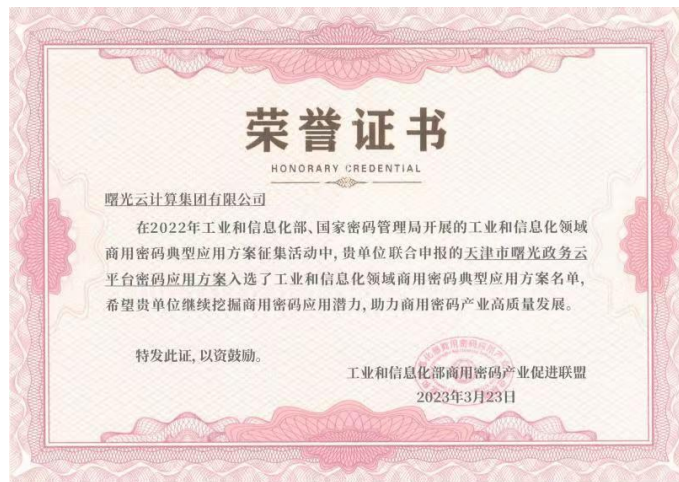 荣誉证书
HONORARY CREDENTIAL
曙光云计算集团有限公司
在2022年工业和信息化部、国家密码管理局开展的工业和信息化领域
商用密码典型应用方案征集活动中,贵单位联合申报的天津市曙光政务云
平台密码应用方案入选了工业和信息化领域商用密码典型应用方案名单,
希望贵单位继续挖掘商用密码应用潜力,助力商用密码产业高质量发展。
特发此证,以资鼓励。
工业和信息化部商用密码产业促进联盟
2023年3月23日